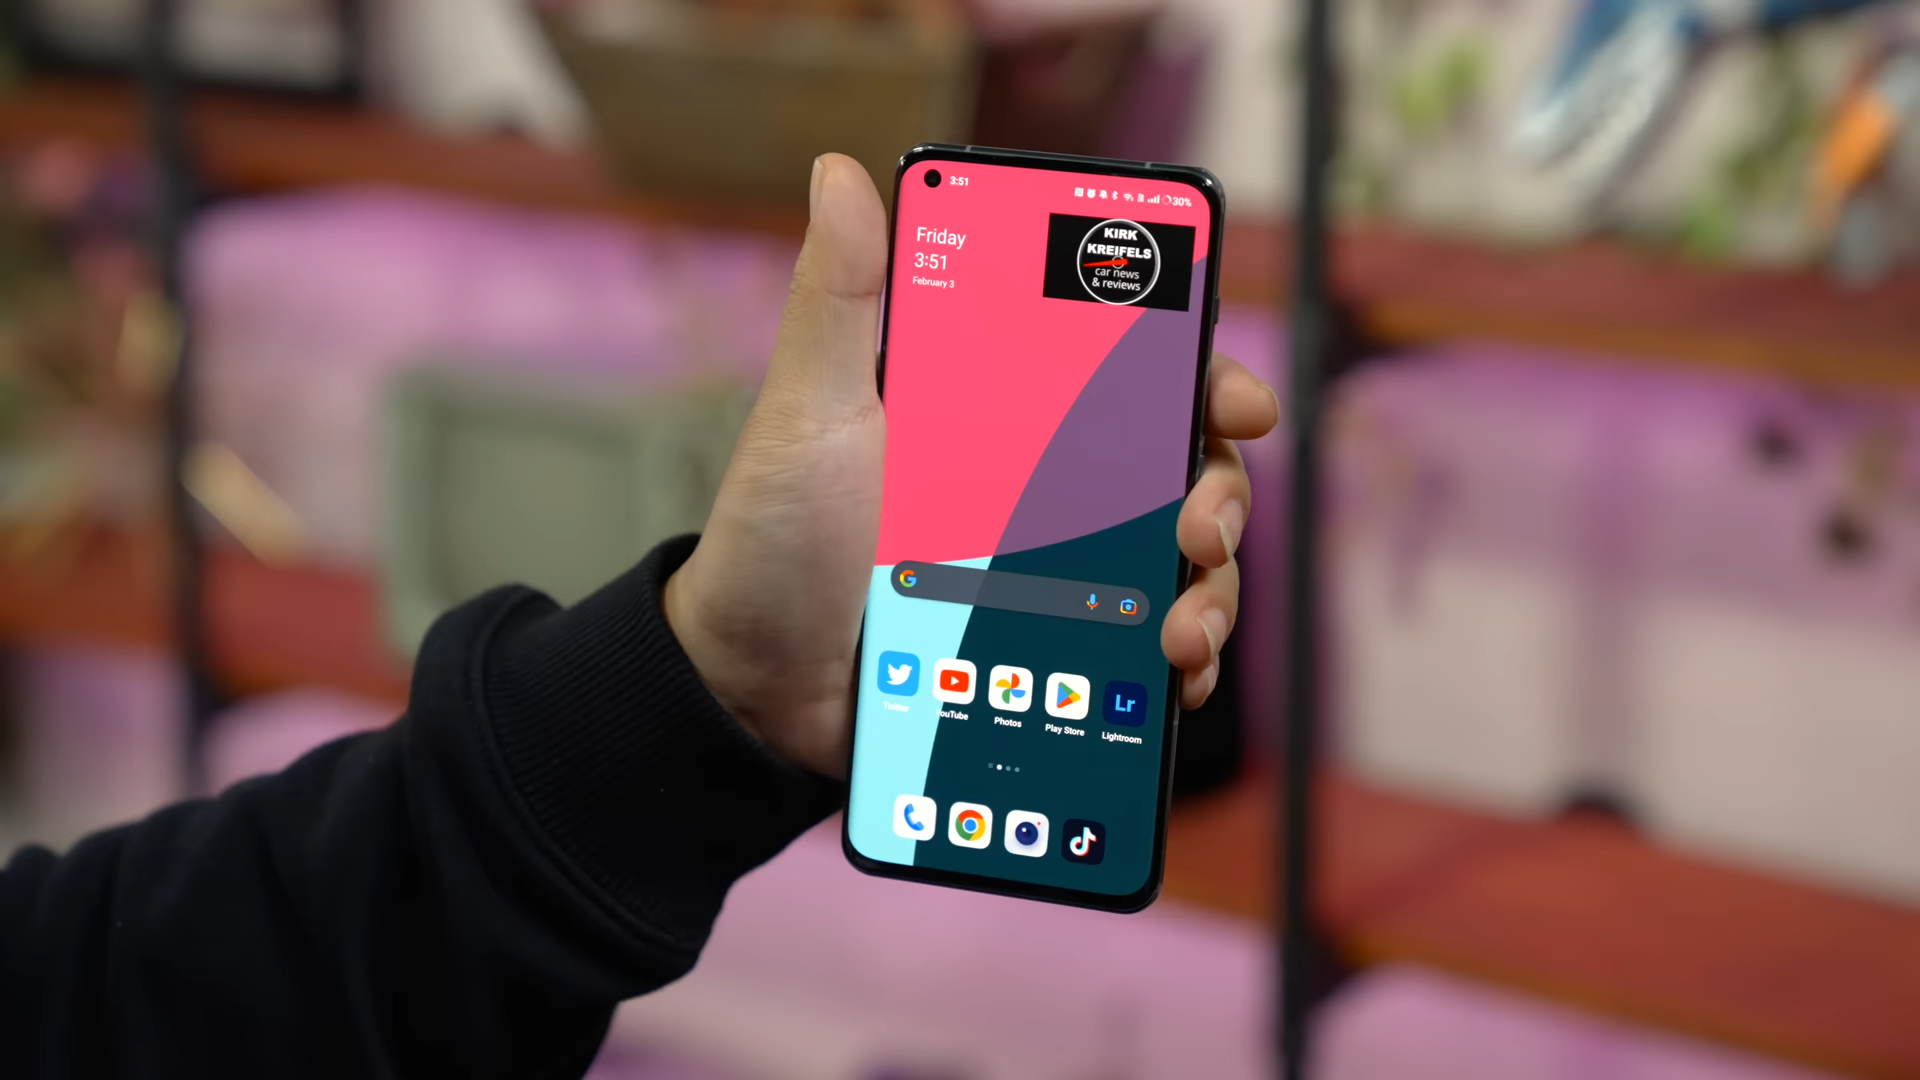 3:51
30%
Friday
3:51
February 3
KIRK
KREIFELS
car news
& reviews
Twitter
YouTube
Photos
Play Store
Lr
Lightroom